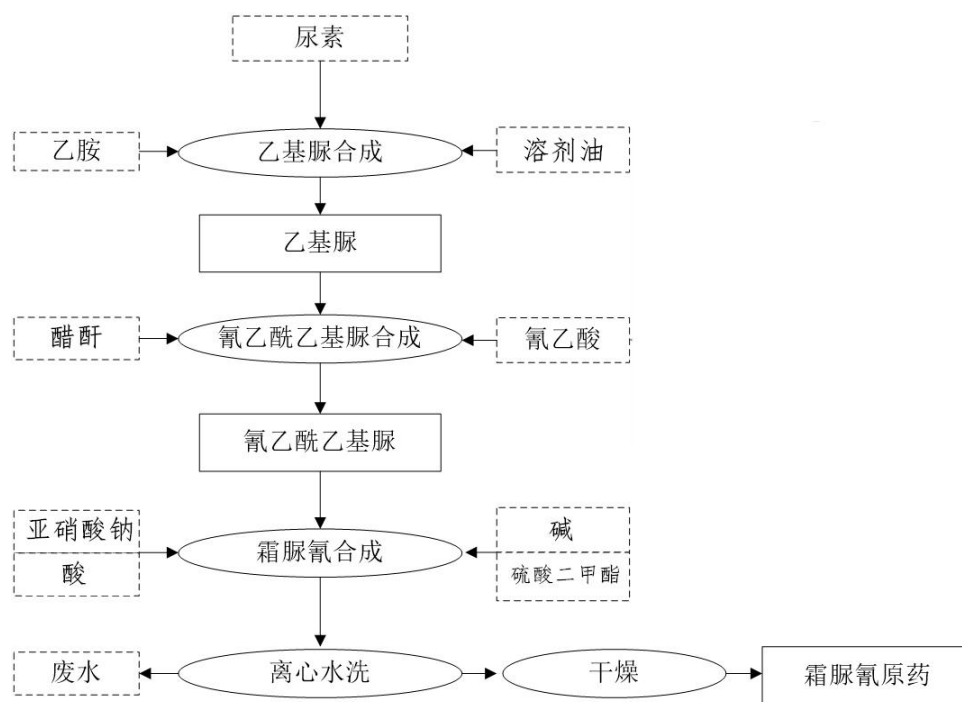 尿素
乙胺
乙基脲合成
溶剂油
乙基脲
醋酐
氰乙酰乙基脲合成
氰乙酸
氰乙酰乙基脲
亚硝酸钠
酸
霜脲氰合成
碱
硫酸二甲酯
废水
离心水洗
干燥
霜脲氰原药